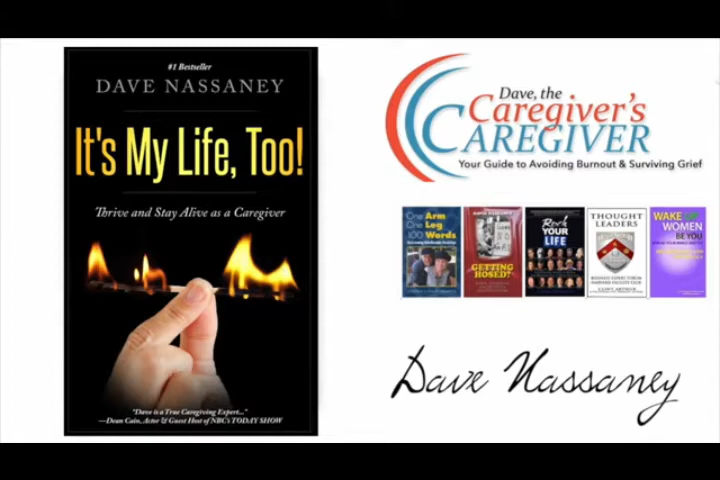 #1 Bestseller
DAVE NASSANEY
It's My Life, Too!
Thrive and Stay Alive as a Caregiver
"Dave is a True Caregiving Expert..."
—Dean Cain, Actor & Guest Host of NBC's TODAY SHOW
Dave, the
Caregiver's
CAREGIVER
Your Guide to Avoiding Burnout & Surviving Grief
One Arm
One Leg
100 Words
GETTING
HOSED?
Rock
YOUR
LIFE
THOUGHT
LEADERS
WAKE UP
WOMEN
BE YOU
Dave Nassaney